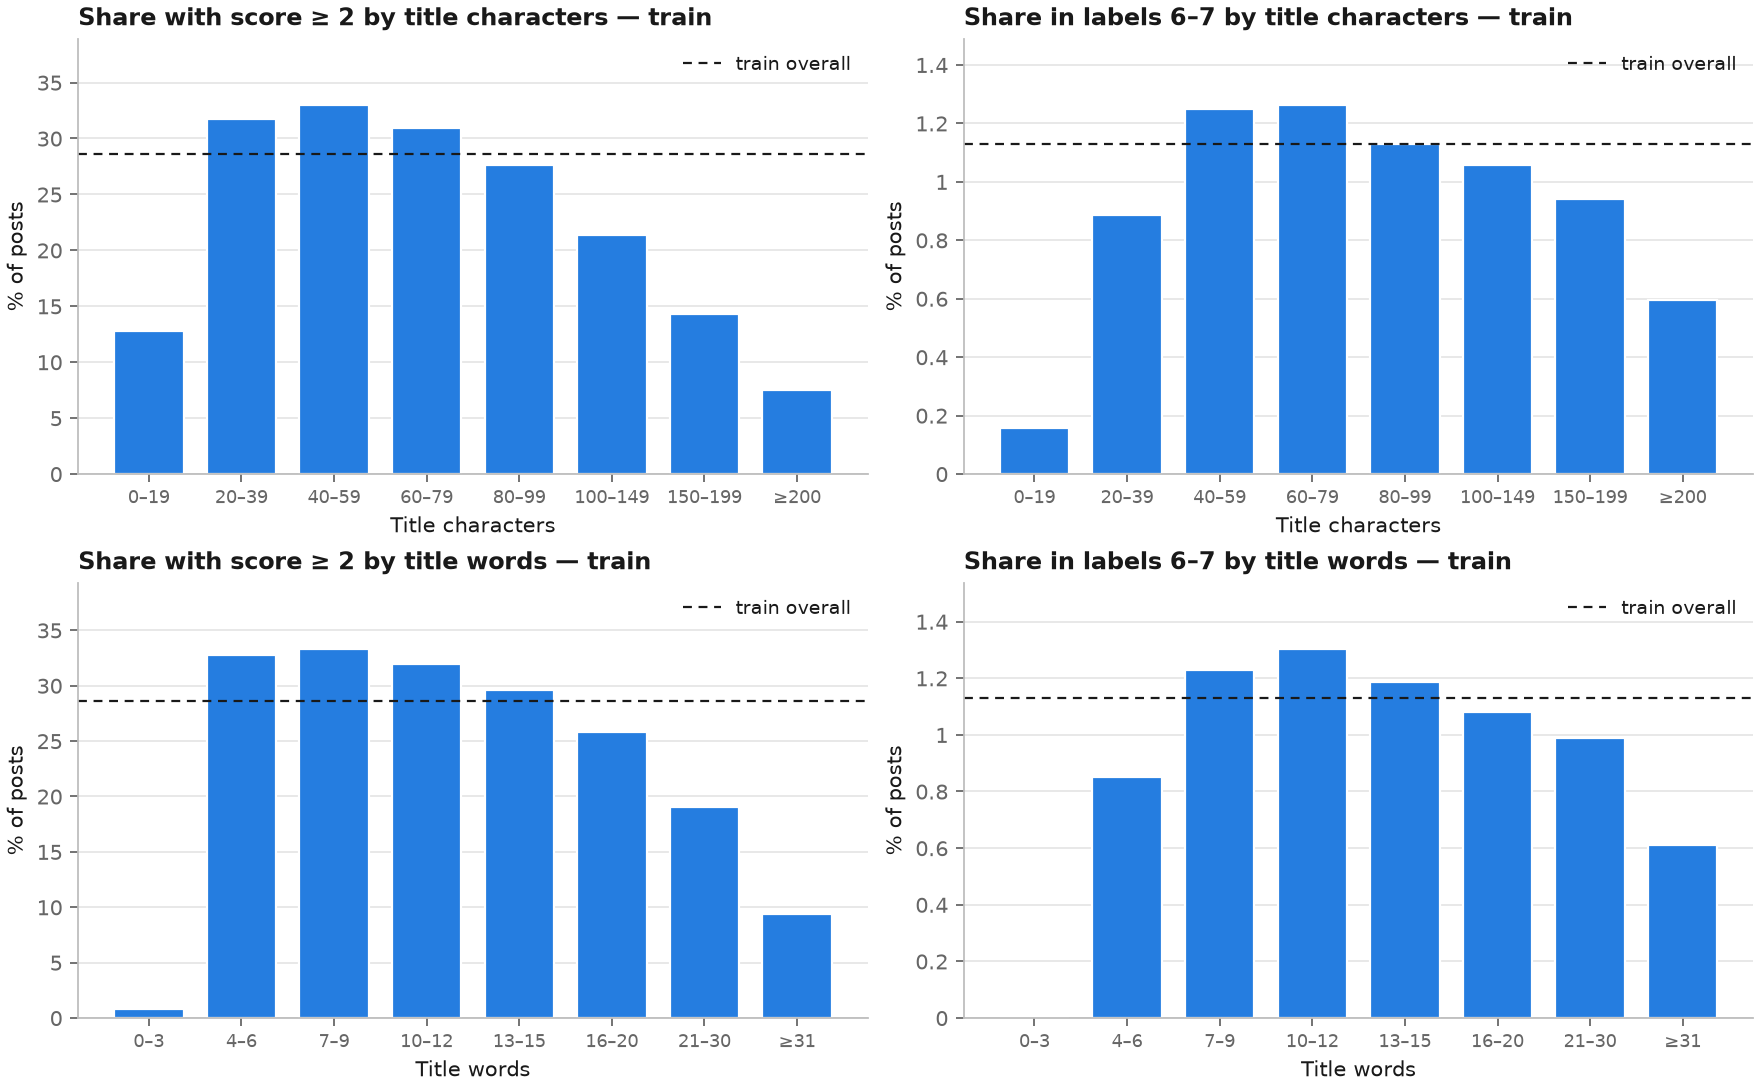 Share with score ≥ 2 by title characters — train
train overall
% of posts
35
30
25
20
15
10
5
0
0–19 20–39 40–59 60–79 80–99 100–149 150–199 ≥200
Title characters
Share in labels 6–7 by title characters — train
train overall
% of posts
1.4
1.2
1
0.8
0.6
0.4
0.2
0
0–19 20–39 40–59 60–79 80–99 100–149 150–199 ≥200
Title characters
Share with score ≥ 2 by title words — train
train overall
% of posts
35
30
25
20
15
10
5
0
0–3 4–6 7–9 10–12 13–15 16–20 21–30 ≥31
Title words
Share in labels 6–7 by title words — train
train overall
% of posts
1.4
1.2
1
0.8
0.6
0.4
0.2
0
0–3 4–6 7–9 10–12 13–15 16–20 21–30 ≥31
Title words